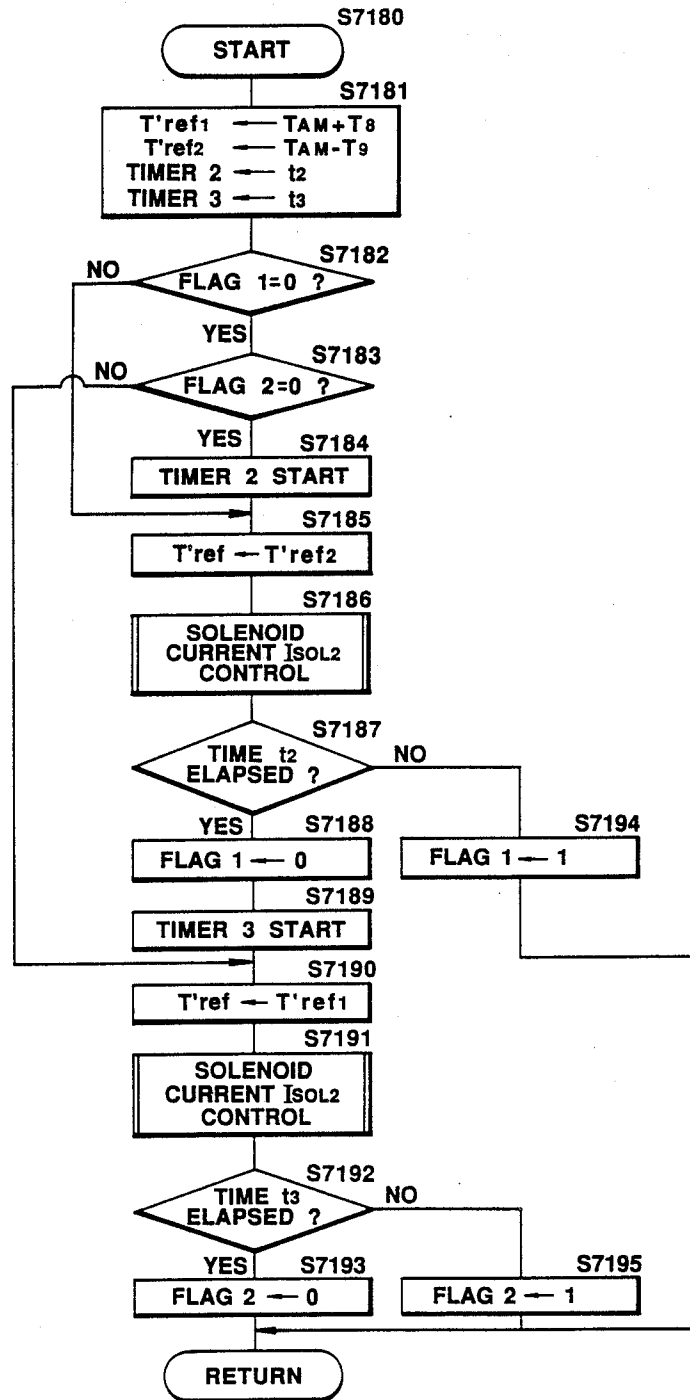 S7180
START
S7181
T'ref1 ← TAM+T8
T'ref2 ← TAM-T9
TIMER 2 ← t2
TIMER 3 ← t3
S7182
NO
FLAG 1=0 ?
YES
S7183
NO
FLAG 2=0 ?
YES
S7184
TIMER 2 START
S7185
T'ref ← T'ref2
S7186
SOLENOID
CURRENT ISOL2
CONTROL
S7187
TIME t2
ELAPSED ?
NO
YES
S7188
FLAG 1 ← 0
S7194
FLAG 1 ← 1
S7189
TIMER 3 START
S7190
T'ref ← T'ref1
S7191
SOLENOID
CURRENT ISOL2
CONTROL
S7192
TIME t3
ELAPSED ?
NO
YES
S7193
FLAG 2 ← 0
S7195
FLAG 2 ← 1
RETURN